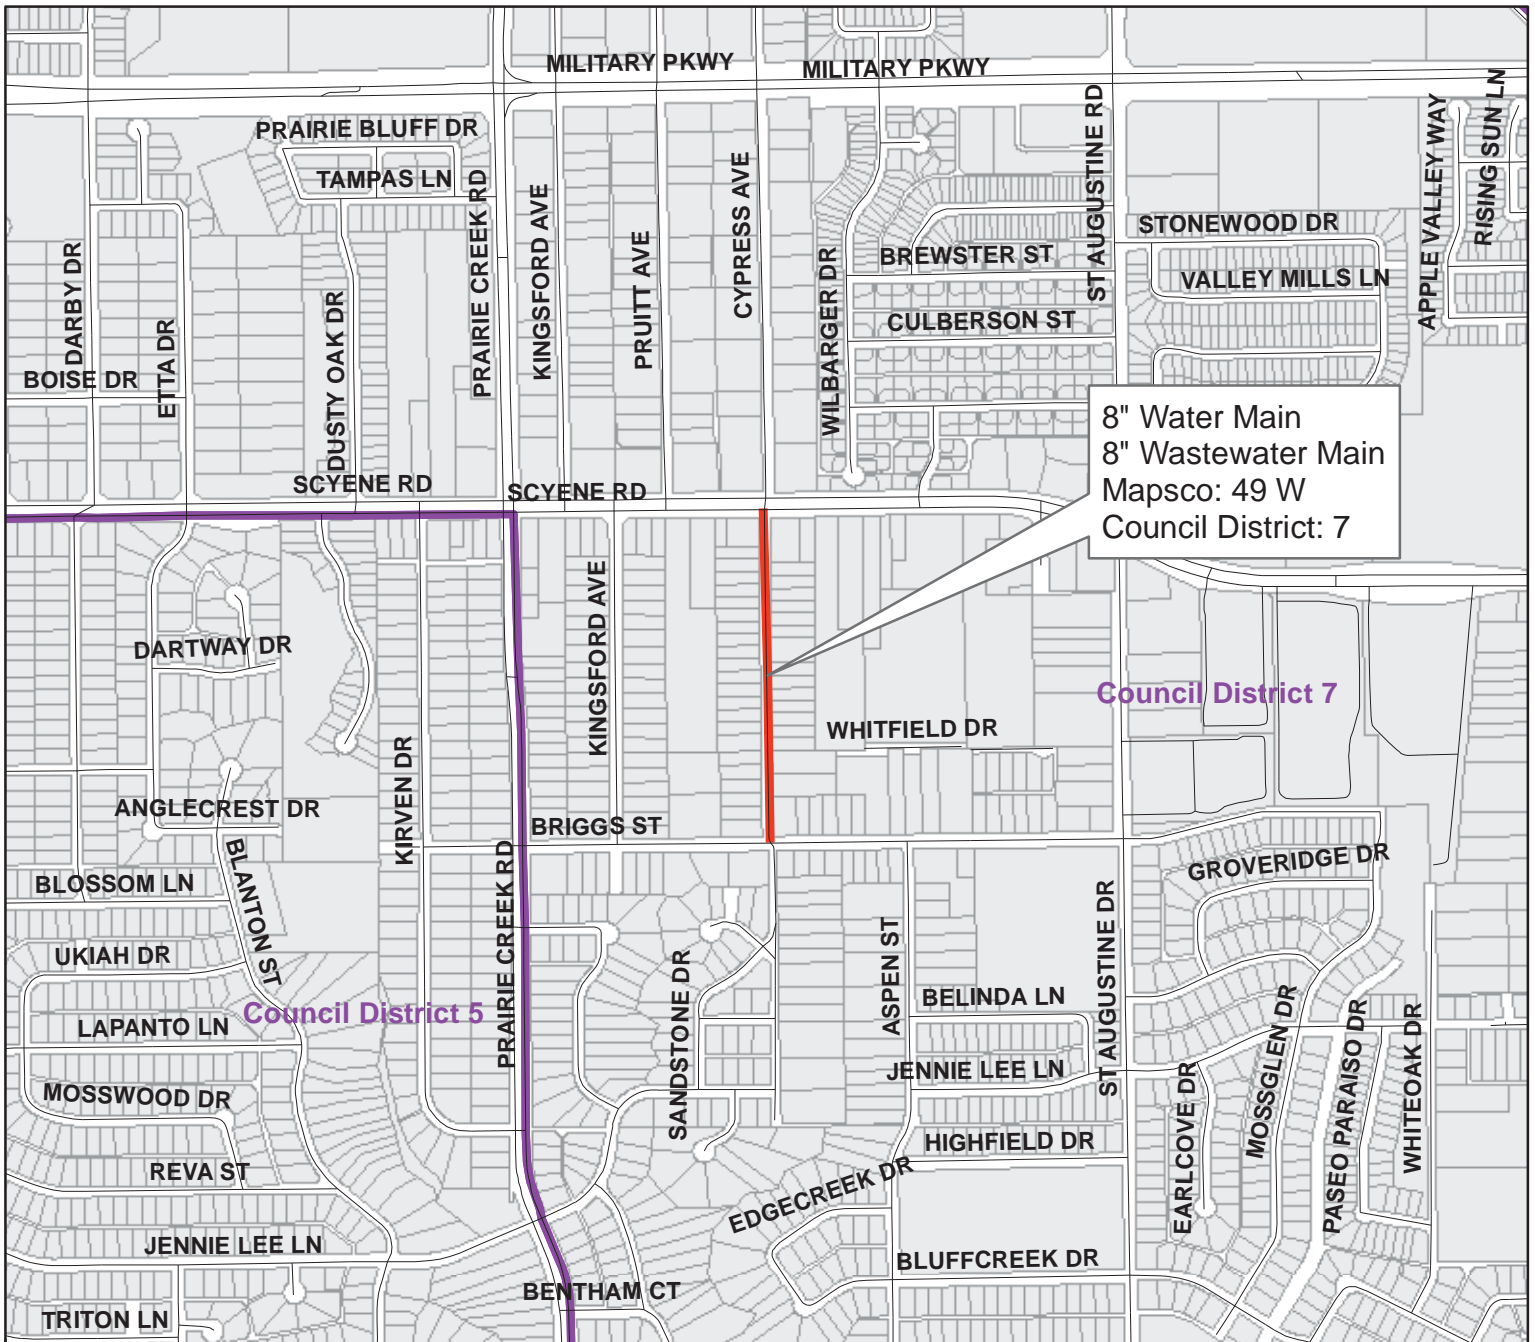 MILITARY PKWY
MILITARY PKWY
PRAIRIE BLUFF DR
TAMPAS LN
DARBY DR
ETTA DR
BOISE DR
DUSTY OAK DR
PRAIRIE CREEK RD
KINGSFORD AVE
PRUITT AVE
CYPRESS AVE
WILBARGER DR
BREWSTER ST
CULBERSON ST
ST AUGUSTINE RD
STONEWOOD DR
VALLEY MILLS LN
APPLE VALLEY WAY
RISING SUN LN
SCYENE RD
SCYENE RD
8" Water Main
8" Wastewater Main
Mapsco: 49 W
Council District: 7
DARTWAY DR
KINGSFORD AVE
Council District 7
WHITFIELD DR
KIRVEN DR
ANGLECREST DR
BRIGGS ST
BLANTON ST
BLOSSOM LN
PRAIRIE CREEK RD
GROVERIDGE DR
UKIAH DR
SANDSTONE DR
ASPEN ST
ST AUGUSTINE DR
BELINDA LN
Council District 5
LAPANTO LN
MOSSGLEN DR
PASEO PARAISO DR
WHITEOAK DR
JENNIE LEE LN
EARLCOVE DR
MOSSWOOD DR
HIGHFIELD DR
REVA ST
EDGECREEK DR
JENNIE LEE LN
BLUFFCREEK DR
BENTHAM CT
TRITON LN